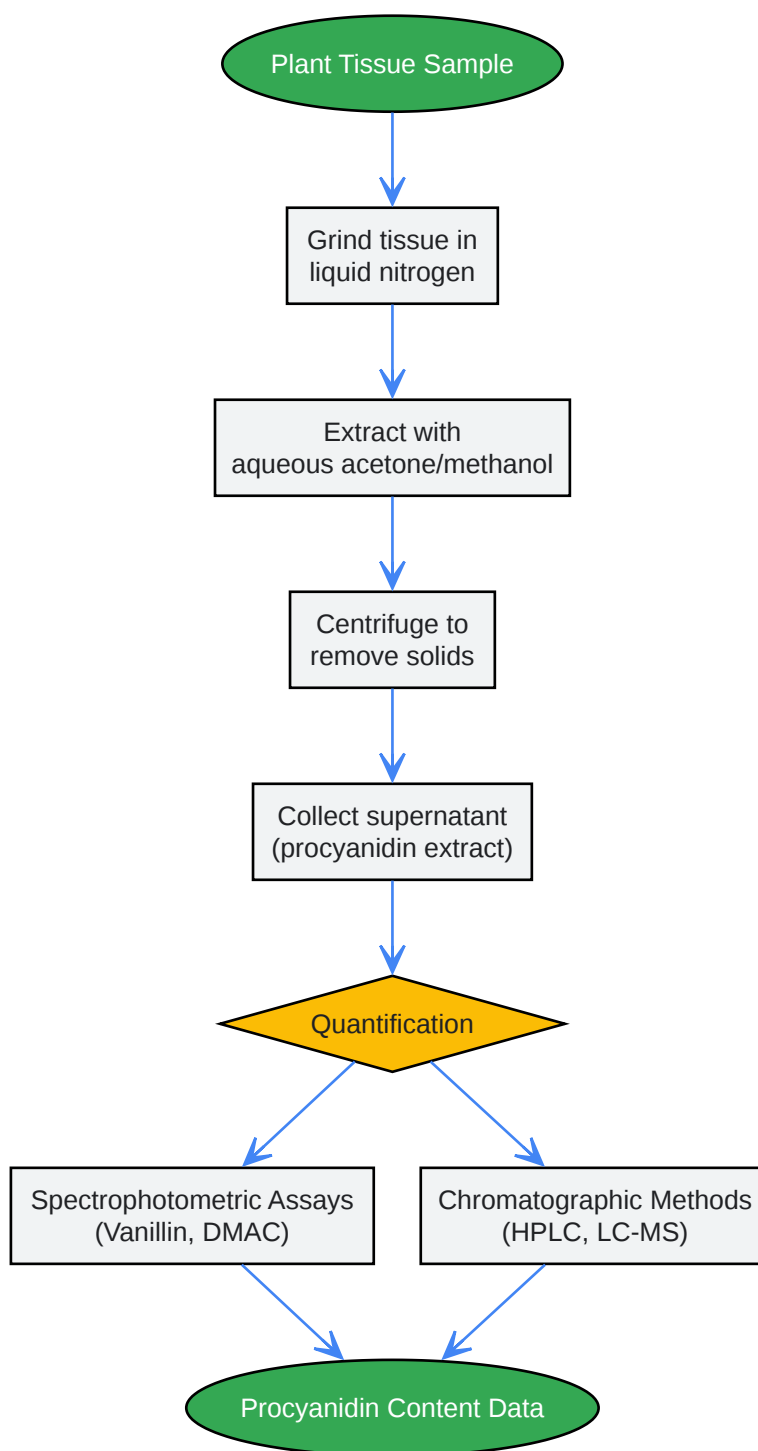 Plant Tissue Sample
Grind tissue in
liquid nitrogen
Extract with
aqueous acetone/methanol
Centrifuge to
remove solids
Collect supernatant
(procyanidin extract)
Quantification
Spectrophotometric Assays
(Vanillin, DMAC)
Chromatographic Methods
(HPLC, LC-MS)
Procyanidin Content Data